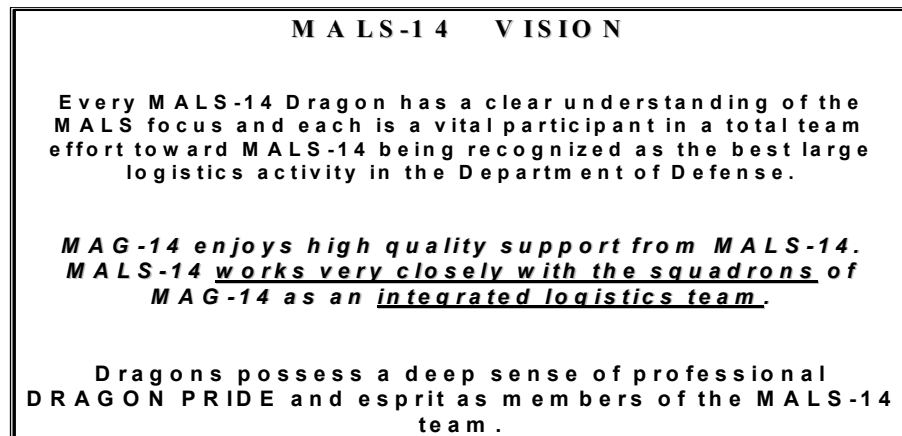 MALS-14 VISION
Every MALS-14 Dragon has a clear understanding of the
MALS focus and each is a vital participant in a total team
effort toward MALS-14 being recognized as the best large
logistics activity in the Department of Defense.
MAG-14 enjoys high quality support from MALS-14.
MALS-14 works very closely with the squadrons of
MAG-14 as an integrated logistics team.
Dragons possess a deep sense of professional
DRAGON PRIDE and esprit as members of the MALS-14
team.